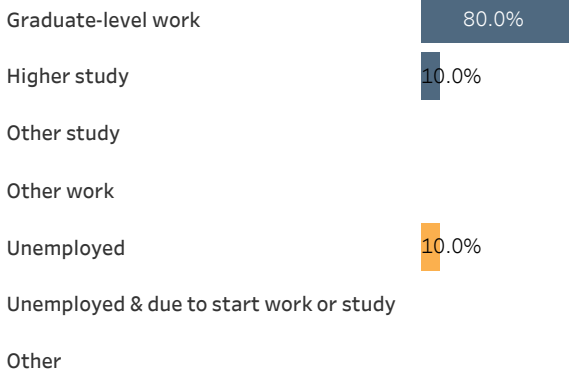 Graduate-level work 80.0%
Higher study 10.0%
Other study
Other work
Unemployed 10.0%
Unemployed & due to start work or study
Other